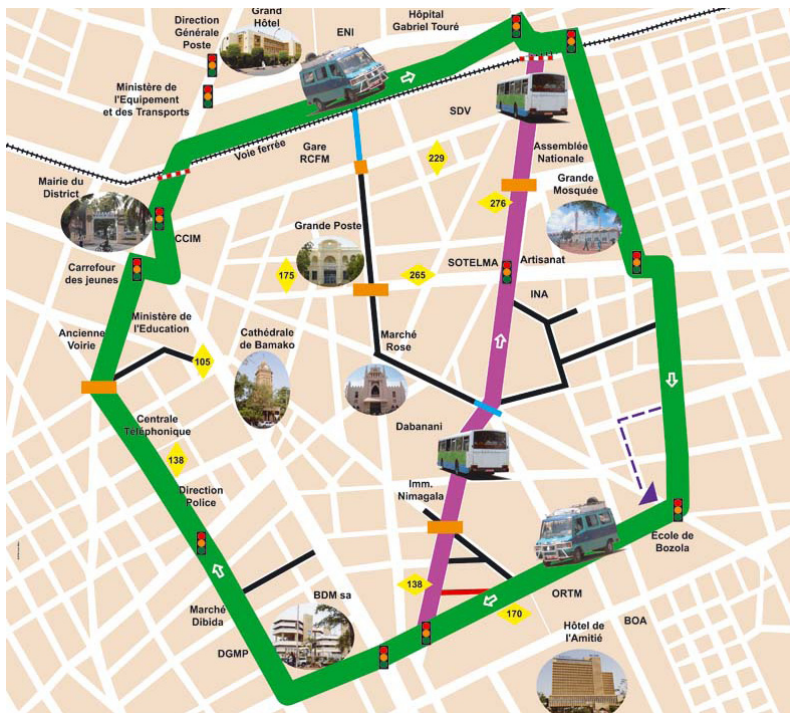 Direction
Générale
Poste
Grand
Hôtel
ENI
Hôpital
Gabriel Touré
Ministère de
l'Equipement
et des Transports
SDV
Voie ferrée
Gare
RCFM
229
Assemblée
Nationale
Mairie du
District
276
Grande
Mosquée
CCIM
Grande Poste
Carrefour
des jeunes
175
265
SOTELMA
Artisanat
INA
Ministère de
l'Education
Ancienne
Voirie
105
Cathédrale
de Bamako
Marché
Rose
Centrale
Téléphonique
Dabanani
138
Direction
Police
Imm.
Nimagala
Ecole de
Bozola
138
170
ORTM
Marché
Dibida
BDM sa
DGMP
BOA
Hôtel de
l'Amitié